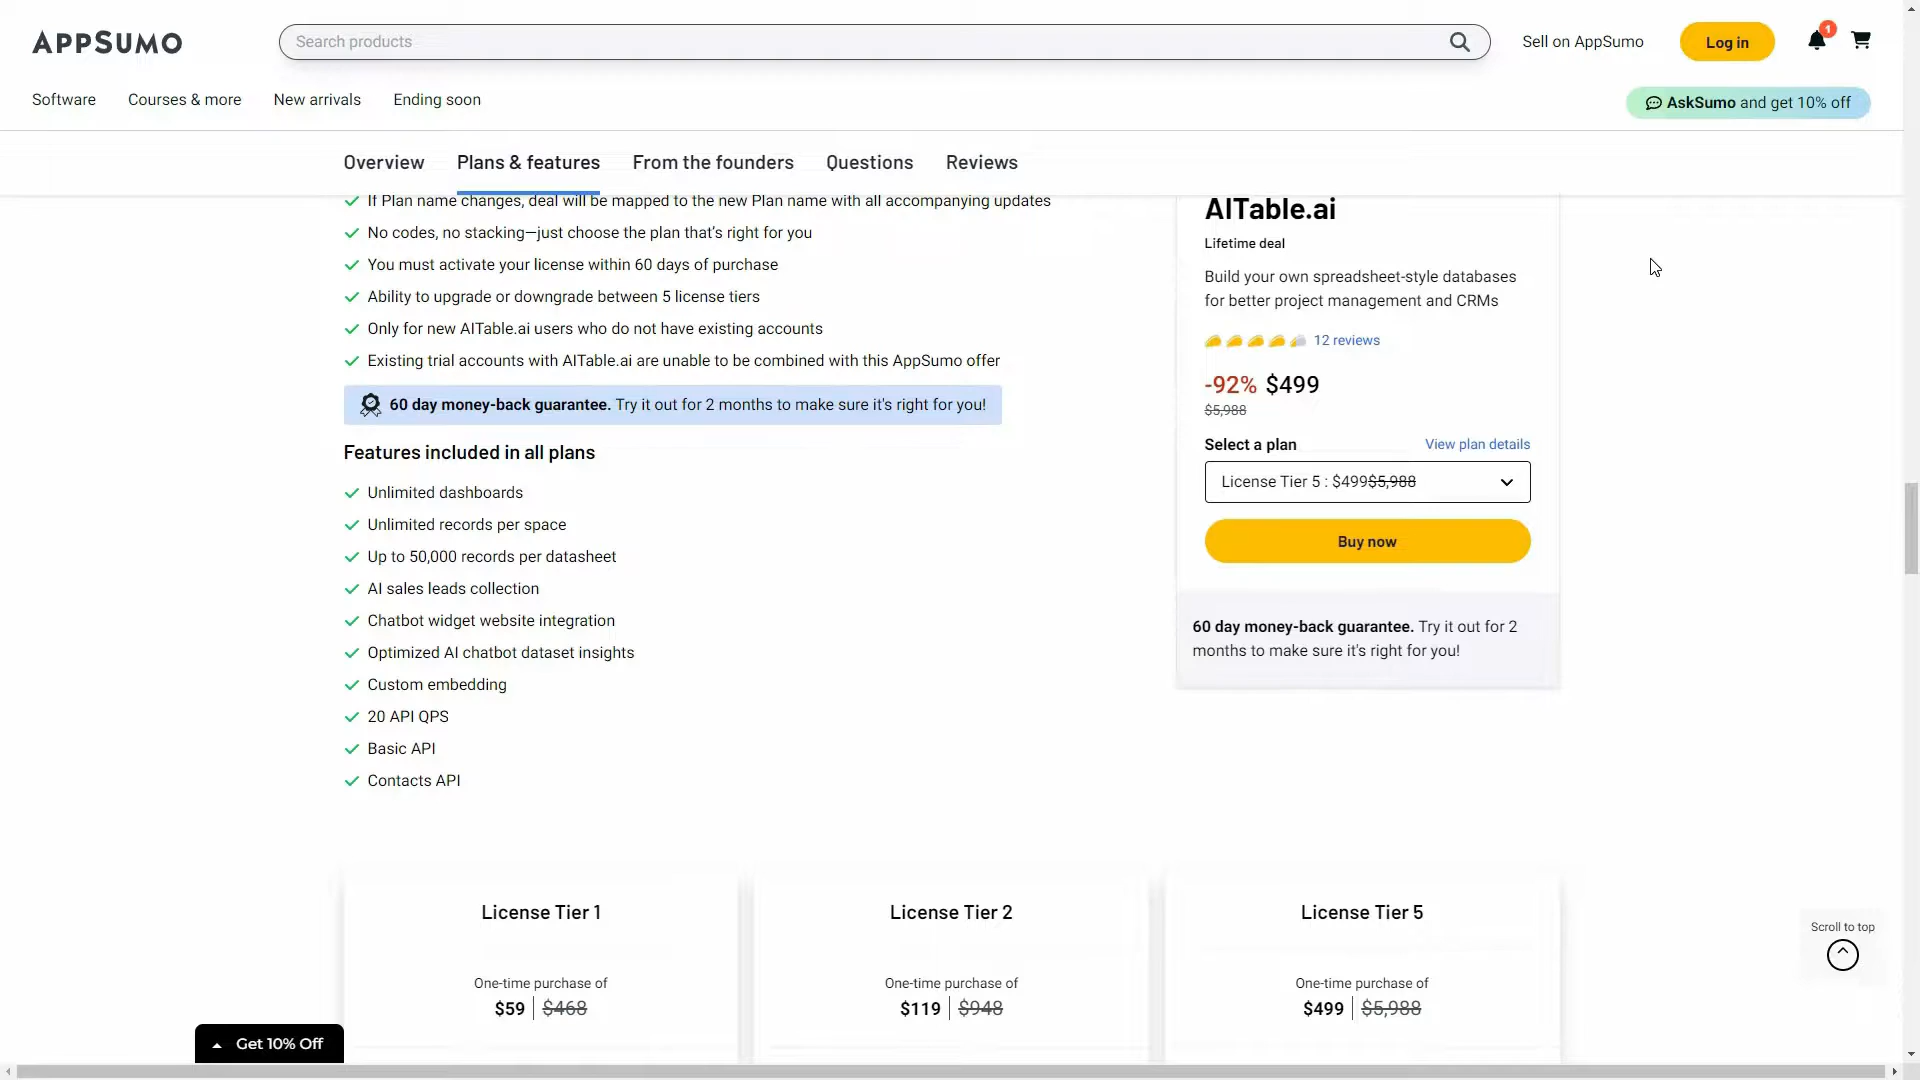 APPSUMO
Search products
Sell on AppSumo
Log in
1
Software
Courses & more
New arrivals
Ending soon
AskSumo and get 10% off
Overview
Plans & features
From the founders
Questions
Reviews
If Plan name changes, deal will be mapped to the new Plan name with all accompanying updates
No codes, no stacking—just choose the plan that's right for you
You must activate your license within 60 days of purchase
Ability to upgrade or downgrade between 5 license tiers
Only for new AITable.ai users who do not have existing accounts
Existing trial accounts with AITable.ai are unable to be combined with this AppSumo offer
60 day money-back guarantee. Try it out for 2 months to make sure it's right for you!
Features included in all plans
Unlimited dashboards
Unlimited records per space
Up to 50,000 records per datasheet
AI sales leads collection
Chatbot widget website integration
Optimized AI chatbot dataset insights
Custom embedding
20 API QPS
Basic API
Contacts API
AITable.ai
Lifetime deal
Build your own spreadsheet-style databases
for better project management and CRMs
12 reviews
-92% $499
$5,988
Select a plan
View plan details
License Tier 5 : $499$5,988
Buy now
60 day money-back guarantee. Try it out for 2
months to make sure it's right for you!
License Tier 1
One-time purchase of
$59 $468
License Tier 2
One-time purchase of
$119 $948
License Tier 5
One-time purchase of
$499 $5,988
Scroll to top
Get 10% Off